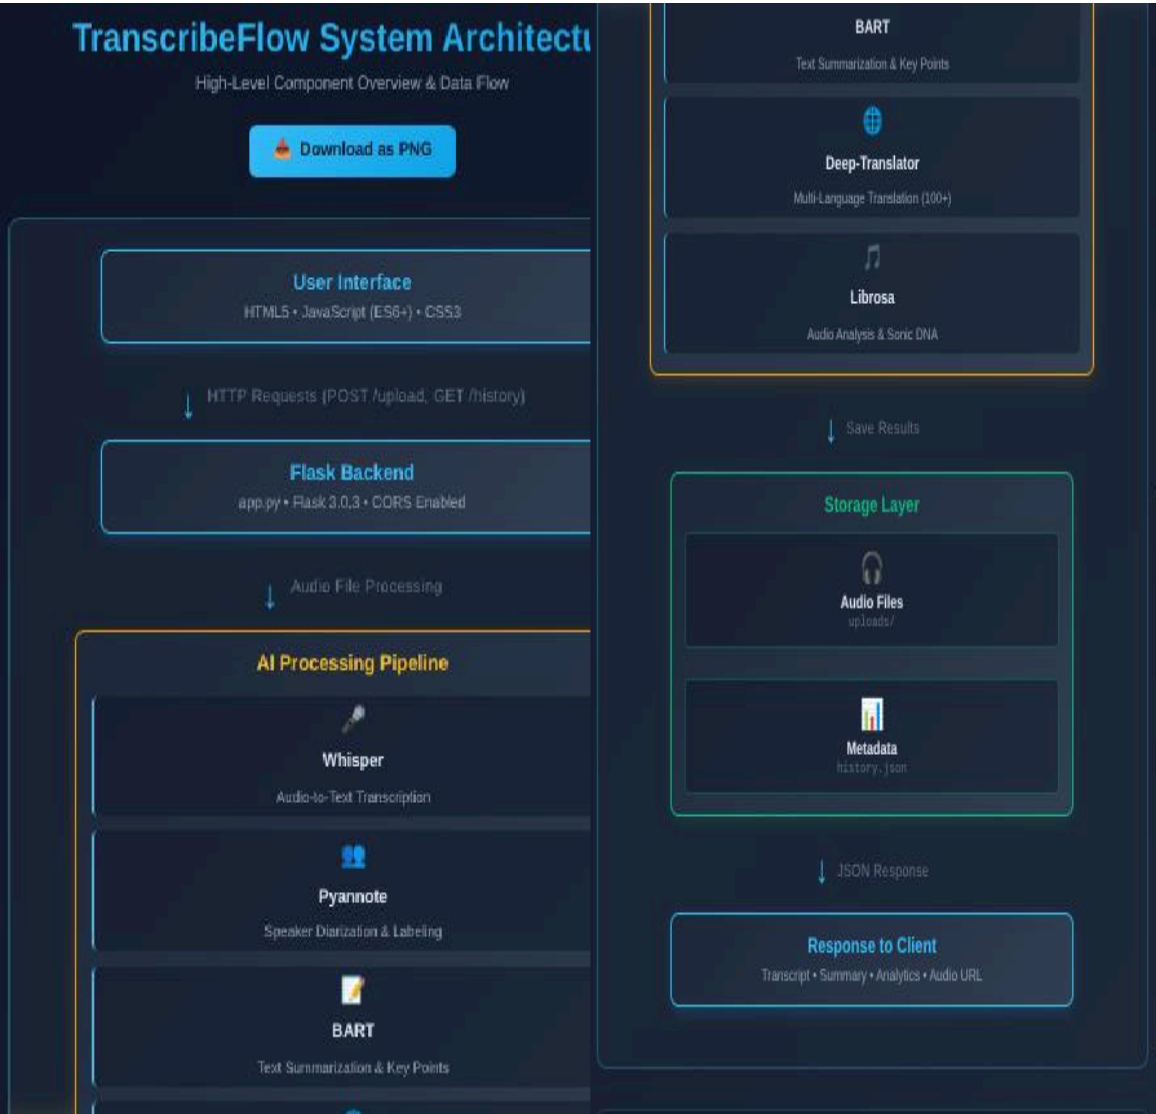 TranscribeFlow System Architectu
High-Level Component Overview & Data Flow
Download as PNG
User Interface
HTML5 • JavaScript (ES6+) • CSS3
↓ HTTP Requests (POST /upload, GET /history)
Flask Backend
app.py • Flask 3.0.3 • CORS Enabled
↓ Audio File Processing
AI Processing Pipeline
Whisper
Audio-to-Text Transcription
Pyannote
Speaker Diarization & Labeling
BART
Text Summarization & Key Points
BART
Text Summarization & Key Points
Deep-Translator
Multi-Language Translation (100+)
Librosa
Audio Analysis & Sonic DNA
↓ Save Results
Storage Layer
Audio Files
uploads/
Metadata
history.json
↓ JSON Response
Response to Client
Transcript • Summary • Analytics • Audio URL